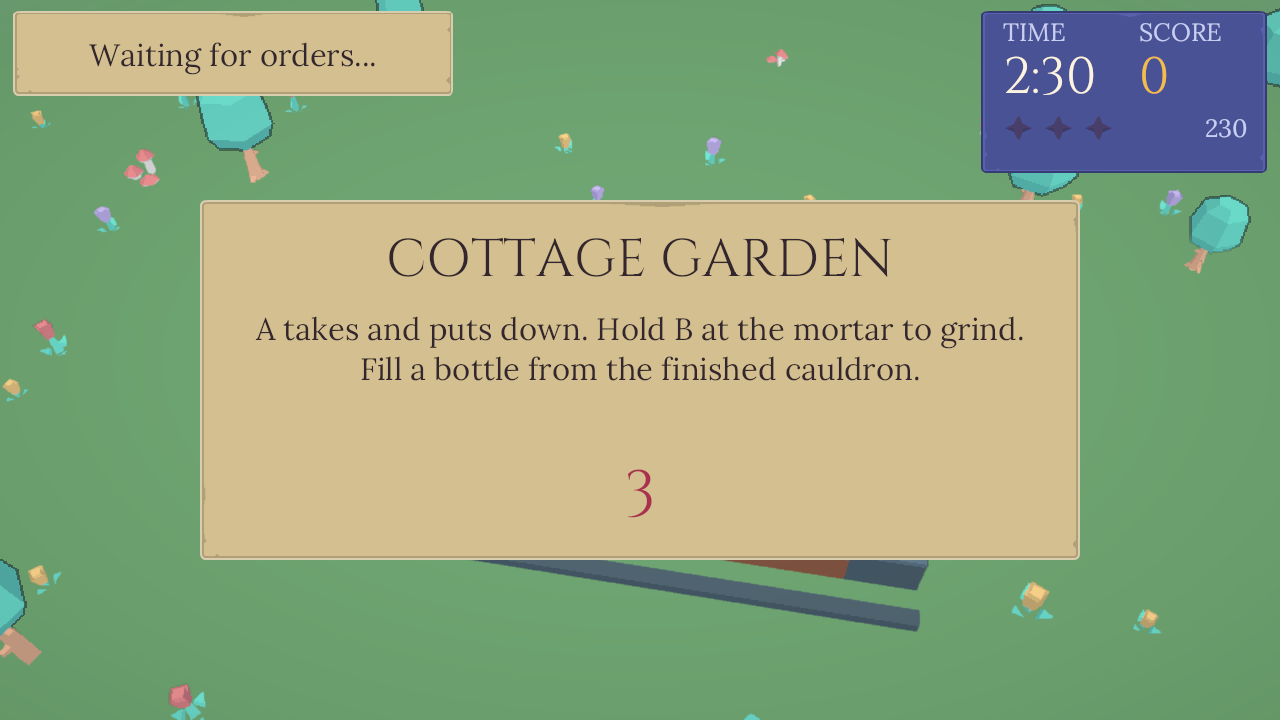 Waiting for orders...
TIME SCORE
2:30 0
230
COTTAGE GARDEN
A takes and puts down. Hold B at the mortar to grind.
Fill a bottle from the finished cauldron.
3